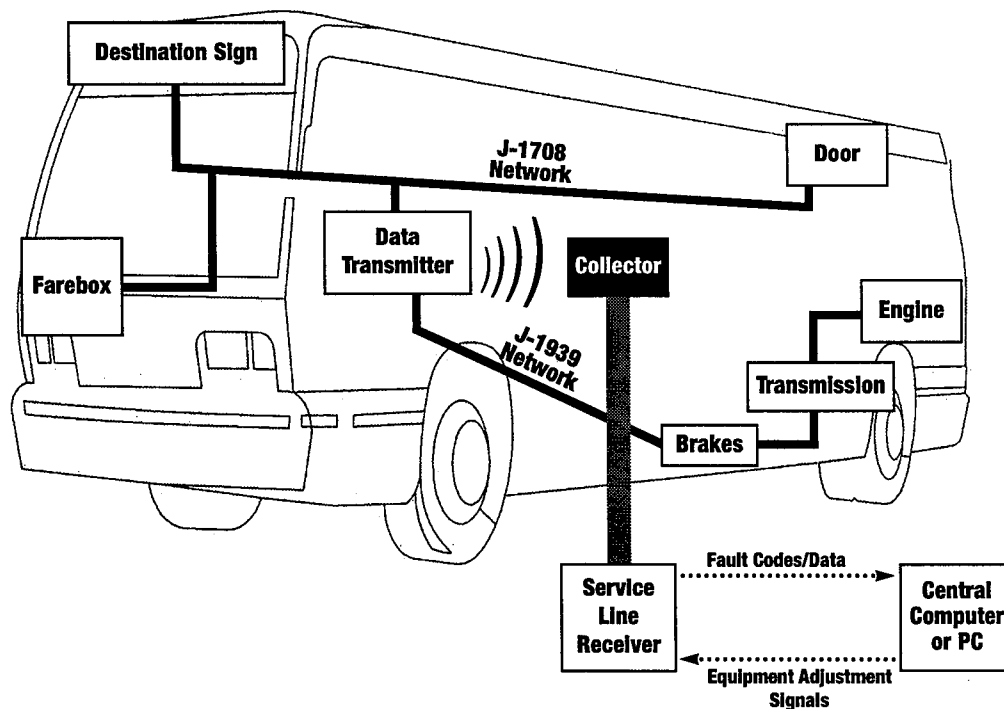 Destination Sign
J-1708
Network
Door
Data
Transmitter
Collector
Farebox
Engine
J-1939
Network
Transmission
Brakes
Fault Codes/Data
Service
Line
Receiver
Central
Computer
or PC
Equipment Adjustment
Signals